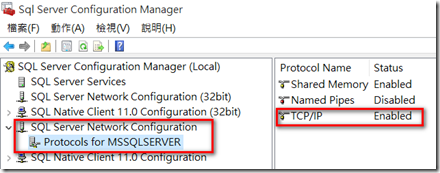 Sql Server Configuration Manager
檔案(F) 動作(A) 檢視(V) 說明(H)
SQL Server Configuration Manager (Local)
SQL Server Services
SQL Server Network Configuration (32bit)
SQL Native Client 11.0 Configuration (32bit)
SQL Server Network Configuration
Protocols for MSSQLSERVER
SQL Native Client 11.0 Configuration
Protocol Name Status
Shared Memory Enabled
Named Pipes Disabled
TCP/IP Enabled